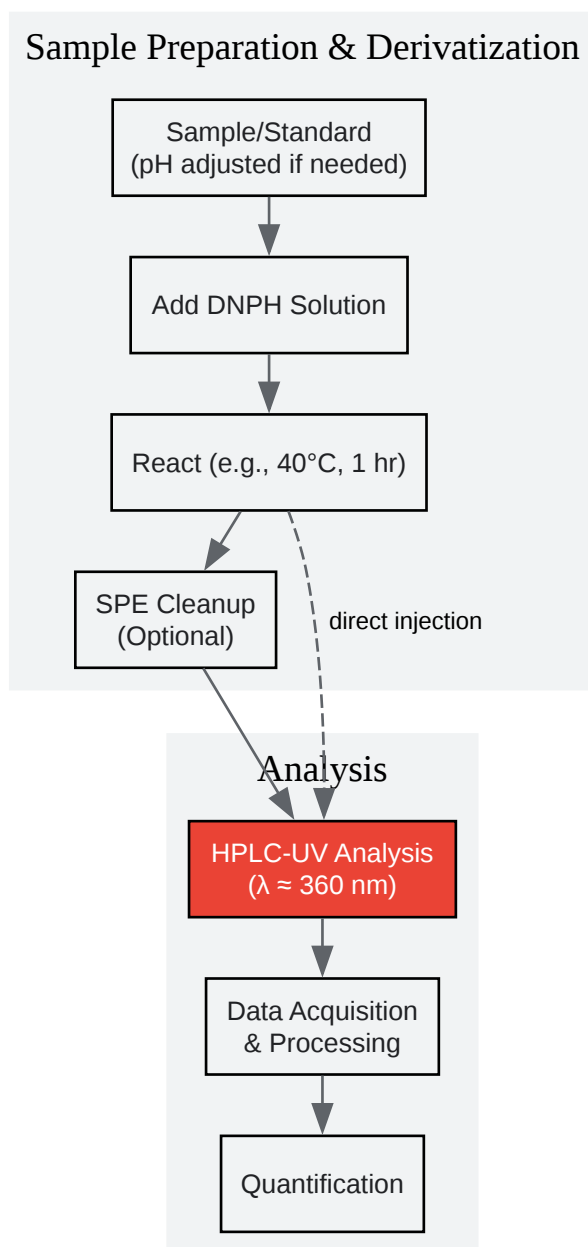 Sample Preparation & Derivatization
Sample/Standard
(pH adjusted if needed)
Add DNPH Solution
React (e.g., 40°C, 1 hr)
SPE Cleanup
(Optional)
direct injection
Analysis
HPLC-UV Analysis
(λ ≈ 360 nm)
Data Acquisition
& Processing
Quantification